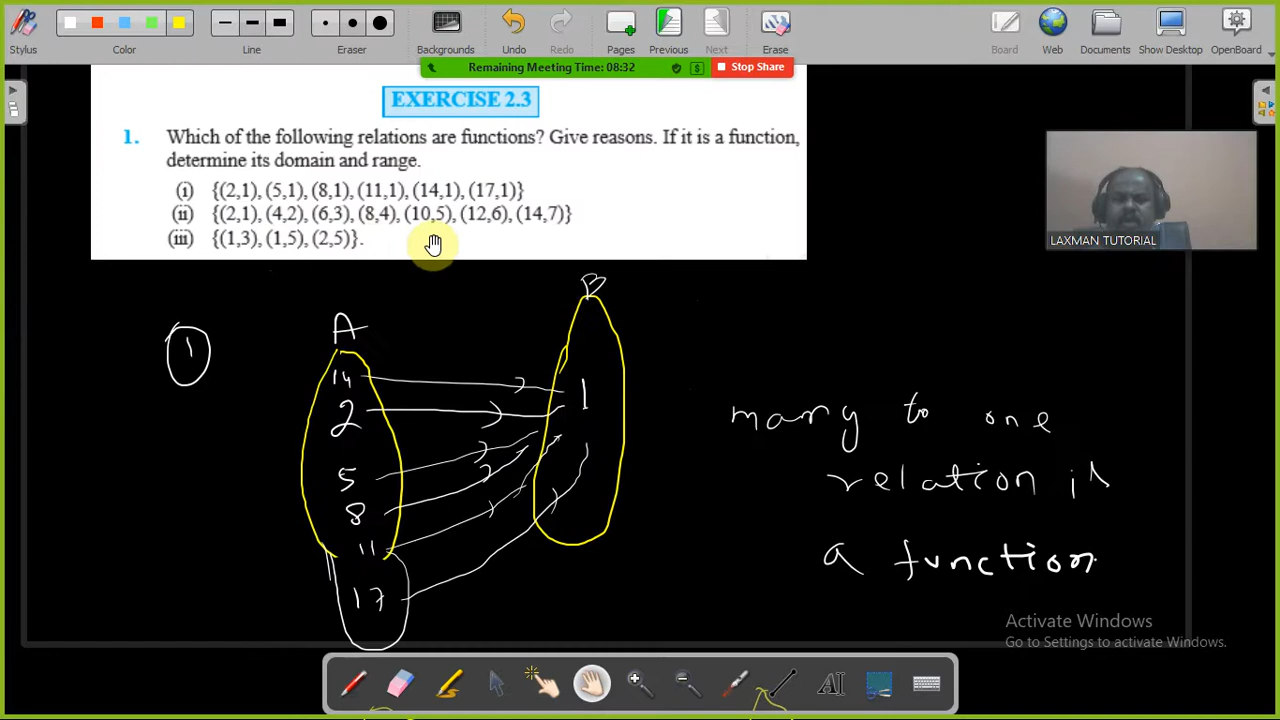 Stylus Color Line Eraser Backgrounds Undo Redo Pages Previous Next Erase Board Web Documents Show Desktop OpenBoard
Remaining Meeting Time: 08:32 Stop Share
EXERCISE 2.3
1. Which of the following relations are functions? Give reasons. If it is a function,
determine its domain and range.
(i) {(2,1), (5,1), (8,1), (11,1), (14,1), (17,1)}
(ii) {(2,1), (4,2), (6,3), (8,4), (10,5), (12,6), (14,7)}
(iii) {(1,3), (1,5), (2,5)}.
LAXMAN TUTORIAL
B
1 A
14
2 1
5
8
11
17
many to one
relation is
a function
Activate Windows
Go to Settings to activate Windows.